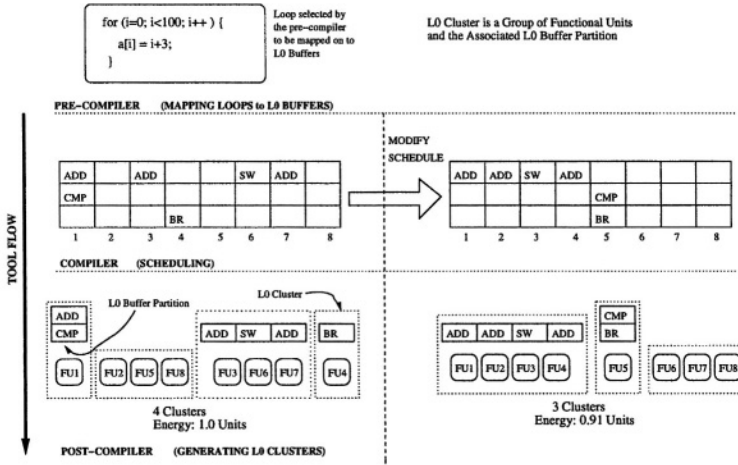 for (i=0; i<100; i++ ) {
a[i] = i+3;
}
Loop selected by
the pre-compiler
to be mapped on to
L0 Buffers
L0 Cluster is a Group of Functional Units
and the Associated L0 Buffer Partition
PRE-COMPILER (MAPPING LOOPS to L0 BUFFERS)
TOOL FLOW
ADD ADD SW ADD
CMP
BR
1 2 3 4 5 6 7 8
MODIFY
SCHEDULE
ADD ADD SW ADD
CMP
BR
1 2 3 4 5 6 7 8
COMPILER (SCHEDULING)
L0 Buffer Partition
L0 Cluster
ADD
CMP
ADD SW ADD
BR
FU1 FU2 FU5 FU8 FU3 FU6 FU7 FU4
4 Clusters
Energy: 1.0 Units
CMP
BR
ADD ADD SW ADD
FU1 FU2 FU3 FU4 FU5 FU6 FU7 FU8
3 Clusters
Energy: 0.91 Units
POST-COMPILER (GENERATING L0 CLUSTERS)